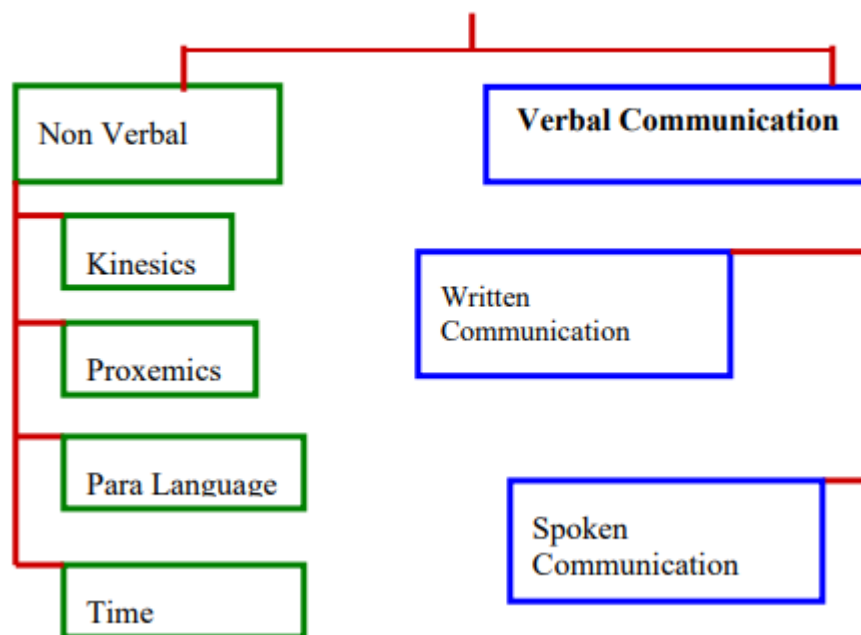 Non Verbal
Verbal Communication
Kinesics
Written
Communication
Proxemics
Para Language
Spoken
Communication
Time